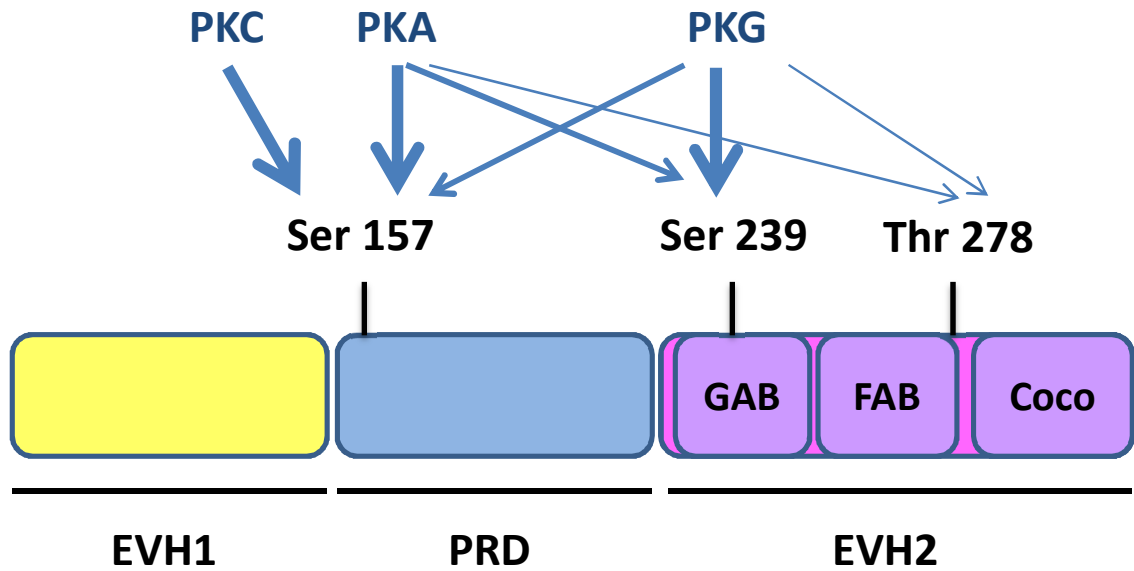 PKC PKA PKG
Ser 157 Ser 239 Thr 278
GAB FAB Coco
EVH1 PRD EVH2